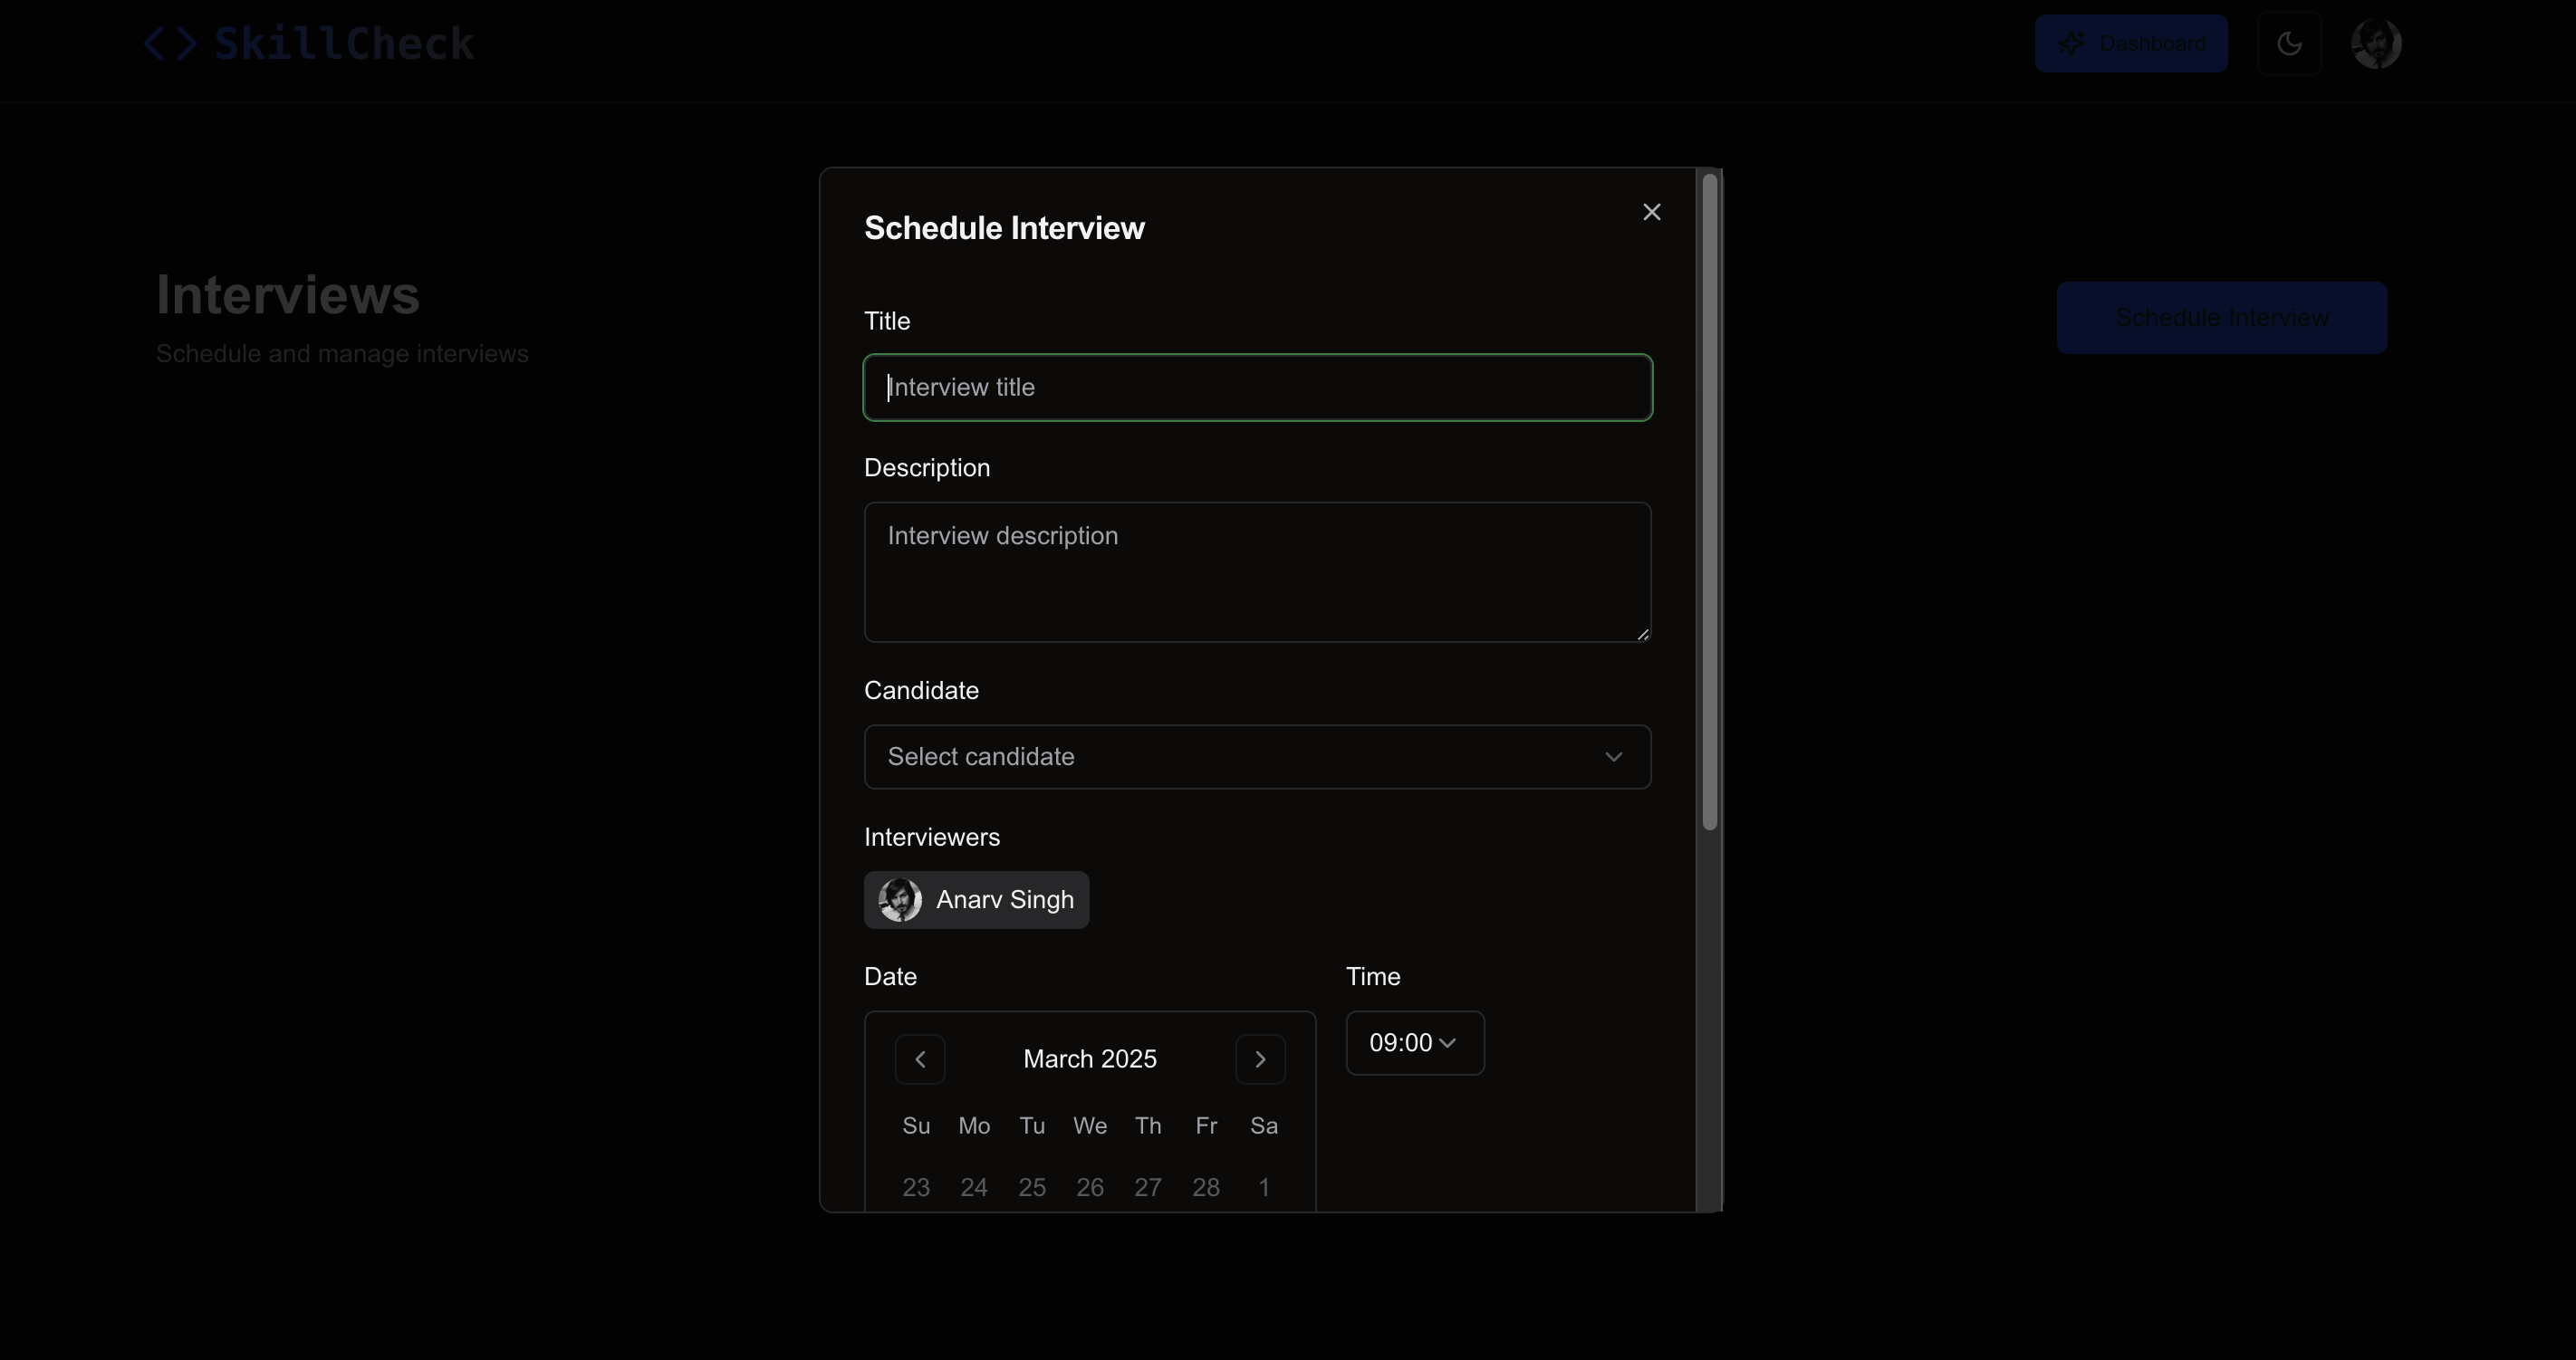 SkillCheck
Dashboard
Interviews
Schedule and manage interviews
Schedule Interview
Schedule Interview
Title
Interview title
Description
Interview description
Candidate
Select candidate
Interviewers
Anarv Singh
Date
Time
March 2025
09:00
Su Mo Tu We Th Fr Sa
23 24 25 26 27 28 1